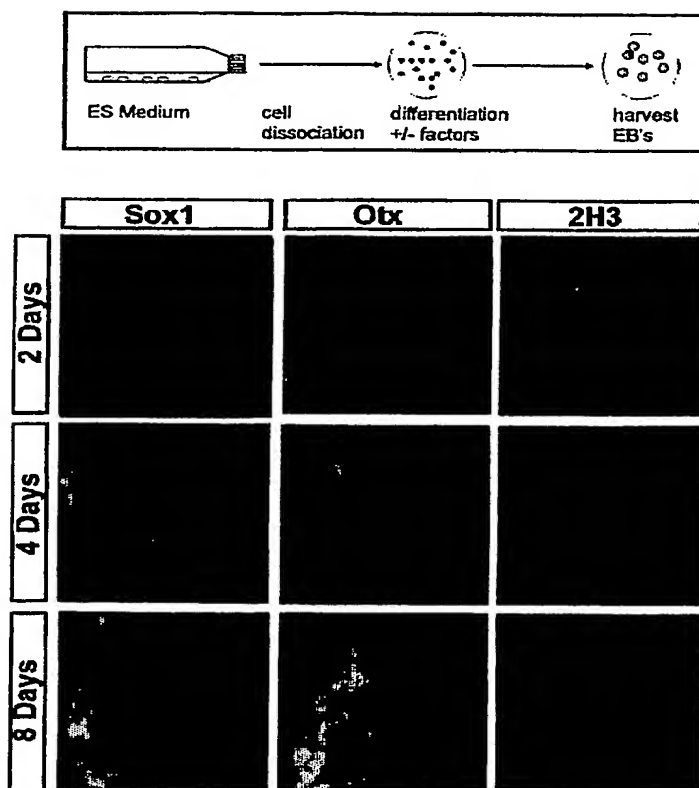 ES Medium
cell
dissociation
differentiation
+/- factors
harvest
EB's
Sox1
Otx
2H3
2 Days
4 Days
8 Days